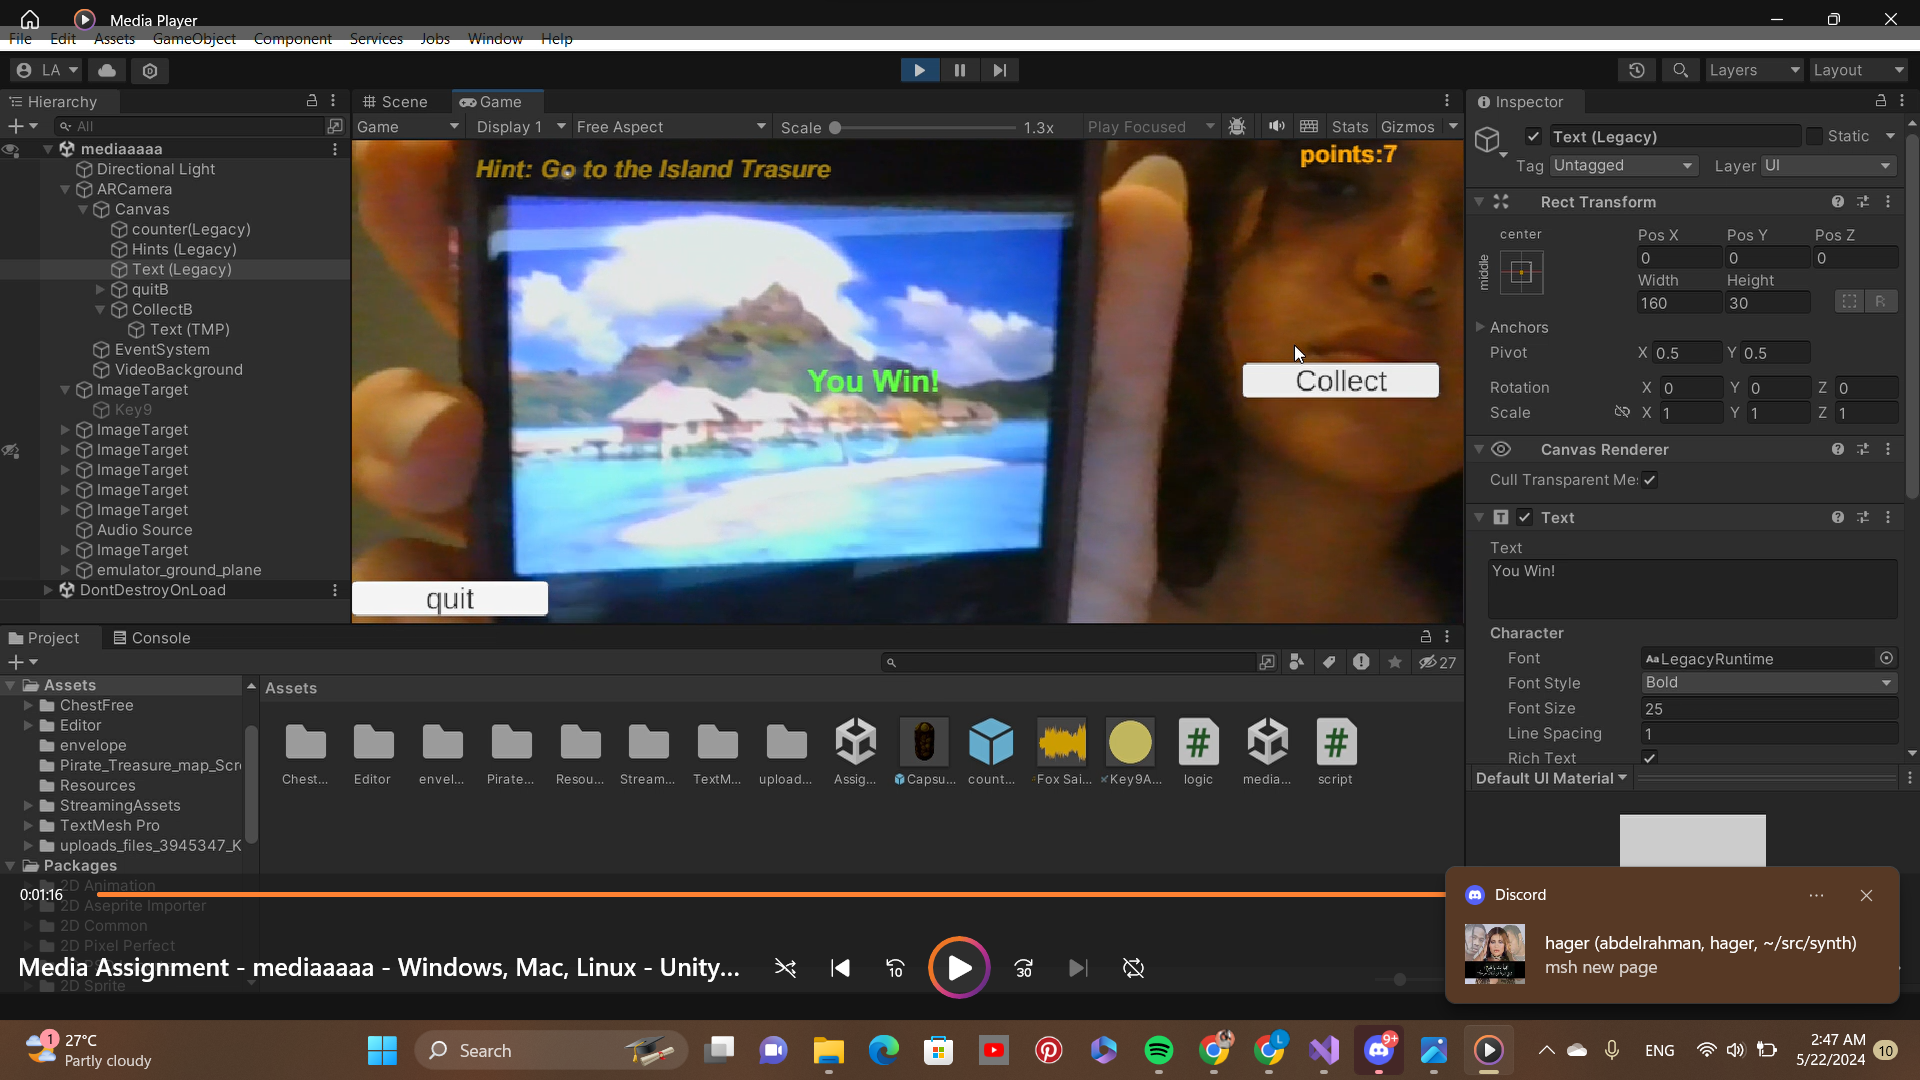 Media Player
File Edit Assets GameObject Component Services Jobs Window Help
LA
Layers
Layout
Hierarchy
Scene
Game
Inspector
All
Game
Display 1
Free Aspect
Scale
1.3x
Play Focused
Stats
Gizmos
mediaaaaa
Directional Light
ARCamera
Canvas
counter(Legacy)
Hints (Legacy)
Text (Legacy)
quitB
CollectB
Text (TMP)
EventSystem
VideoBackground
ImageTarget
Key9
ImageTarget
ImageTarget
ImageTarget
ImageTarget
ImageTarget
Audio Source
ImageTarget
emulator_ground_plane
DontDestroyOnLoad
Hint: Go to the Island Trasure
points:7
You Win!
Collect
quit
Text (Legacy)
Static
Tag Untagged
Layer UI
Rect Transform
center
middle
Pos X Pos Y Pos Z
0 0 0
Width Height
160 30
R
Anchors
Pivot X 0.5 Y 0.5
Rotation X 0 Y 0 Z 0
Scale X 1 Y 1 Z 1
Canvas Renderer
Cull Transparent Me
Text
Text
You Win!
Character
Font AaLegacyRuntime
Font Style Bold
Font Size 25
Line Spacing 1
Rich Text
Default UI Material
Project
Console
27
Assets
ChestFree
Editor
envelope
Pirate_Treasure_map_Scr
Resources
StreamingAssets
TextMesh Pro
uploads_files_3945347_K
Packages
2D Animation
2D Aseprite Importer
2D Common
2D Pixel Perfect
2D Sprite
Assets
Chest... Editor envel... Pirate... Resou... Stream... TextM... upload... Assig... Capsu... count... Fox Sai... Key9A... logic media... script
0:01:16
Media Assignment - mediaaaaa - Windows, Mac, Linux - Unity...
10
30
Discord
hager (abdelrahman, hager, ~/src/synth)
msh new page
1
27°C
Partly cloudy
Search
L
9+
ENG
2:47 AM
5/22/2024
10